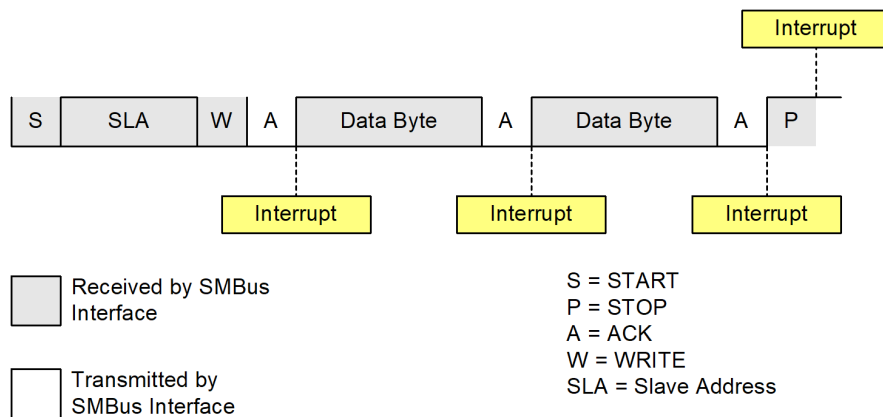 Interrupt
S SLA W A Data Byte A Data Byte A P
Interrupt Interrupt Interrupt
Received by SMBus
Interface
Transmitted by
SMBus Interface
S = START
P = STOP
A = ACK
W = WRITE
SLA = Slave Address